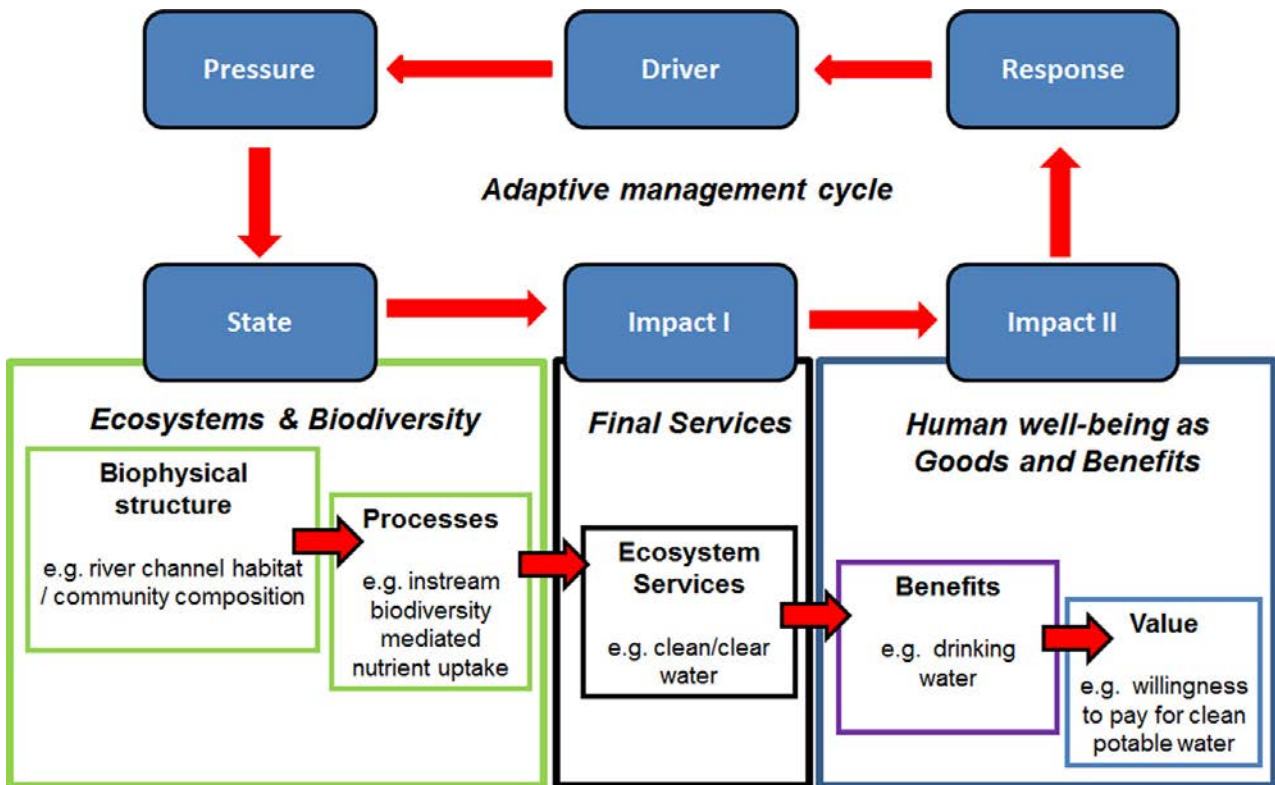 Pressure
Driver
Response
Adaptive management cycle
State
Impact I
Impact II
Ecosystems & Biodiversity
Biophysical
structure
e.g. river channel habitat
/ community composition
Processes
e.g. instream
biodiversity
mediated
nutrient uptake
Final Services
Ecosystem
Services
e.g. clean/clear
water
Human well-being as
Goods and Benefits
Benefits
e.g. drinking
water
Value
e.g. willingness
to pay for clean
potable water